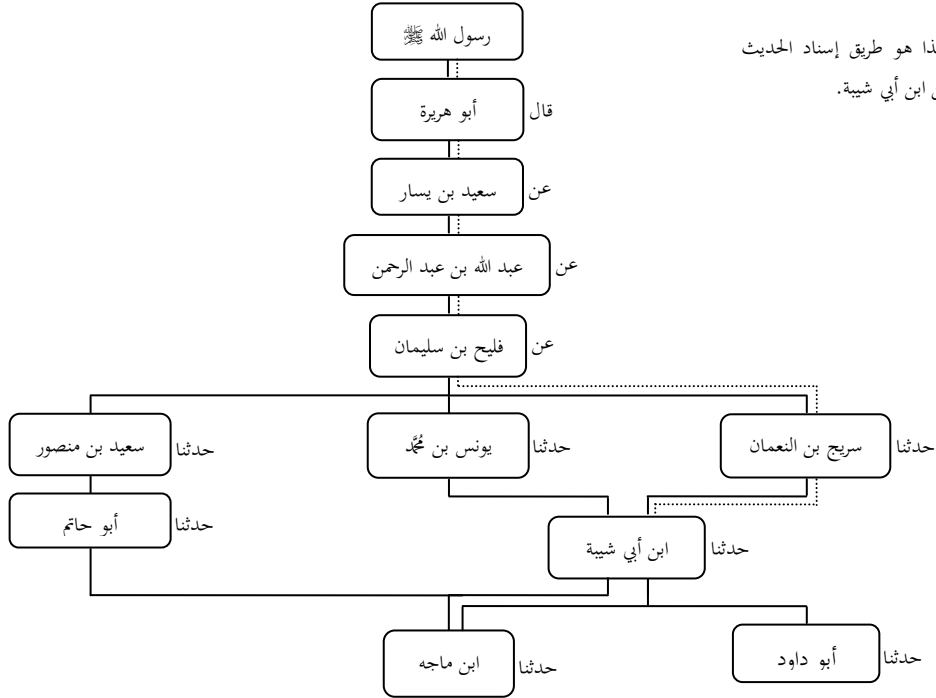 رسول الله ﷺ
ذا هو طريق إسناد الحديث
ابن أبي شيبة.
قال
أبو هريرة
عن
سعيد بن يسار
عن
عبد الله بن عبد الرحمن
عن
فليح بن سليمان
حدثنا
سريج بن النعمان
حدثنا
يونس بن مُحَمَّد
حدثنا
سعيد بن منصور
حدثنا
أبو حاتم
حدثنا
ابن أبي شيبة
حدثنا
أبو داود
حدثنا
ابن ماجه